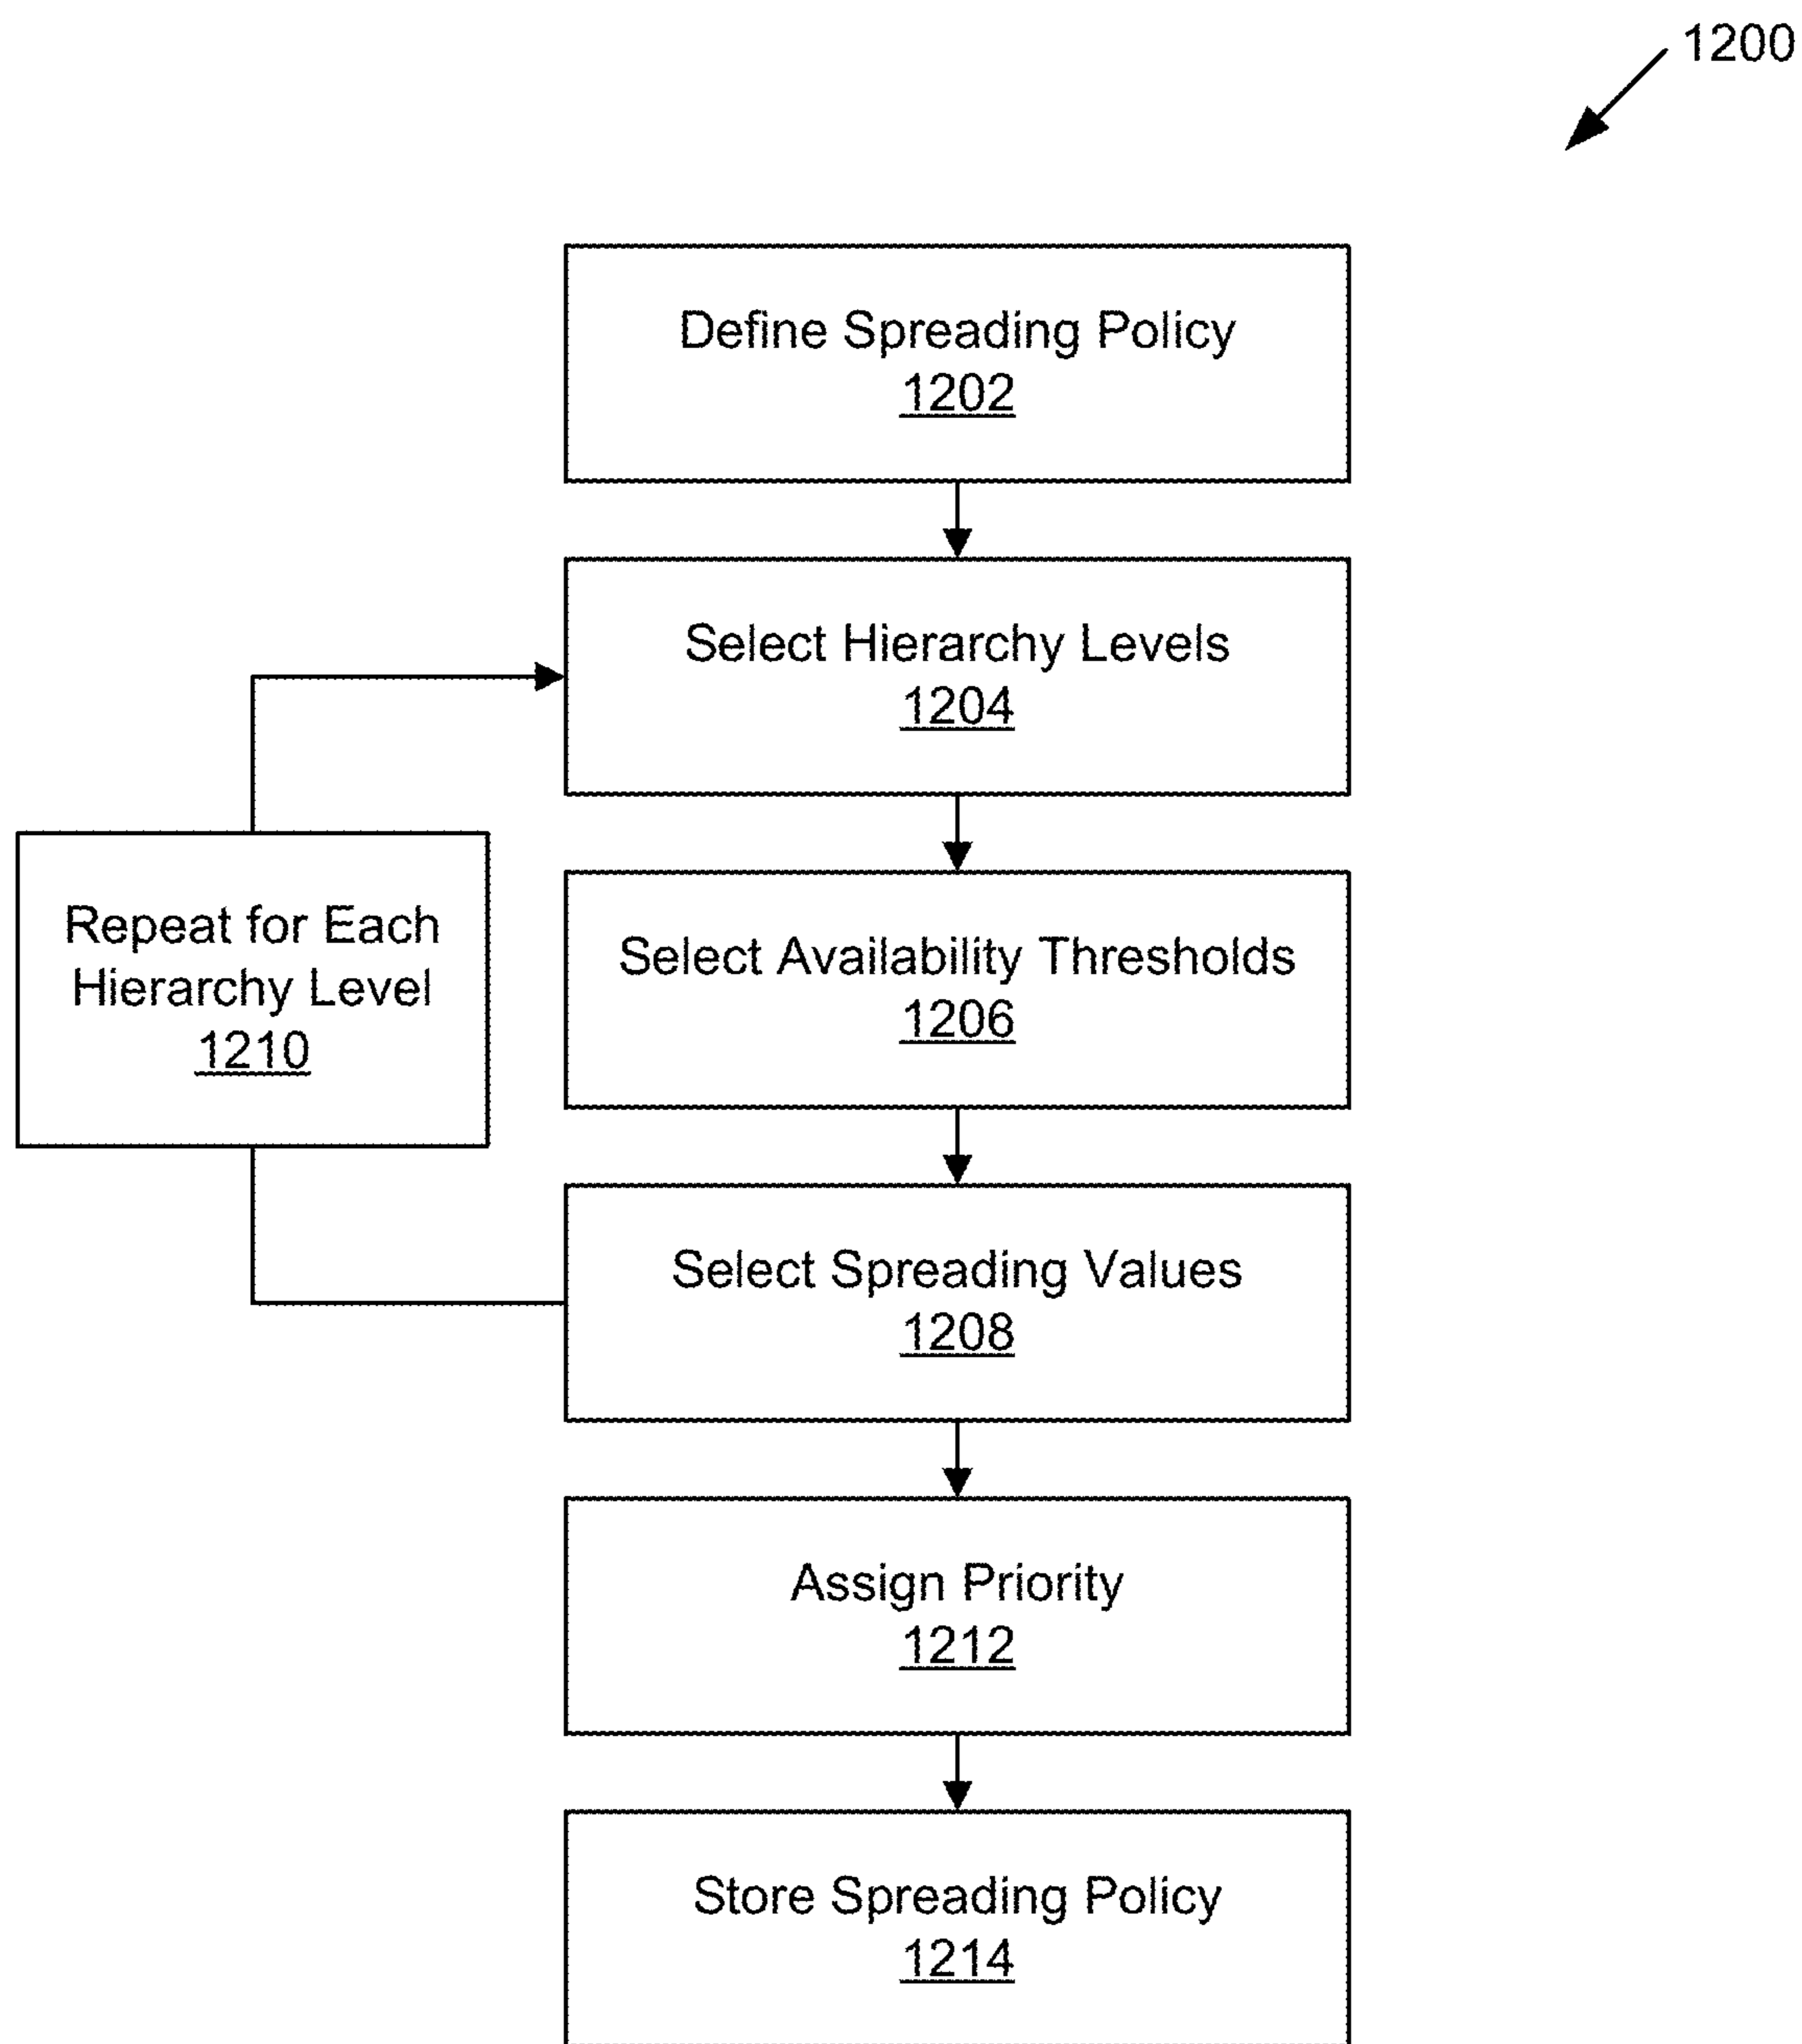 1200
Define Spreading Policy
1202
Select Hierarchy Levels
1204
Repeat for Each
Hierarchy Level
1210
Select Availability Thresholds
1206
Select Spreading Values
1208
Assign Priority
1212
Store Spreading Policy
1214